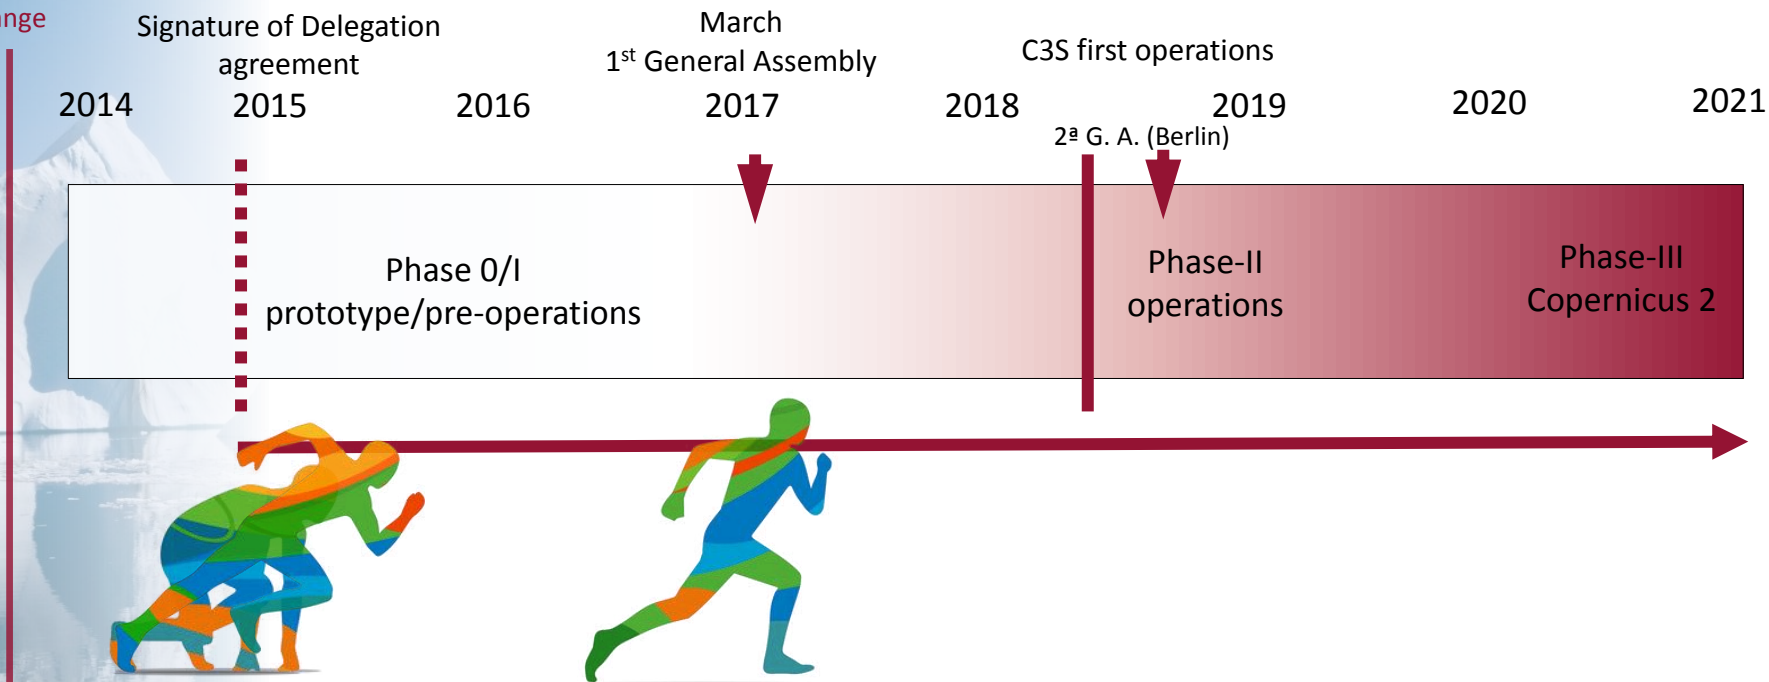 Signature of Delegation
agreement
March
1st General Assembly
C3S first operations
2014
2015
2016
2017
2018
2019
2020
2021
2ª G. A. (Berlin)
Phase 0/I
prototype/pre-operations
Phase-II
operations
Phase-III
Copernicus 2